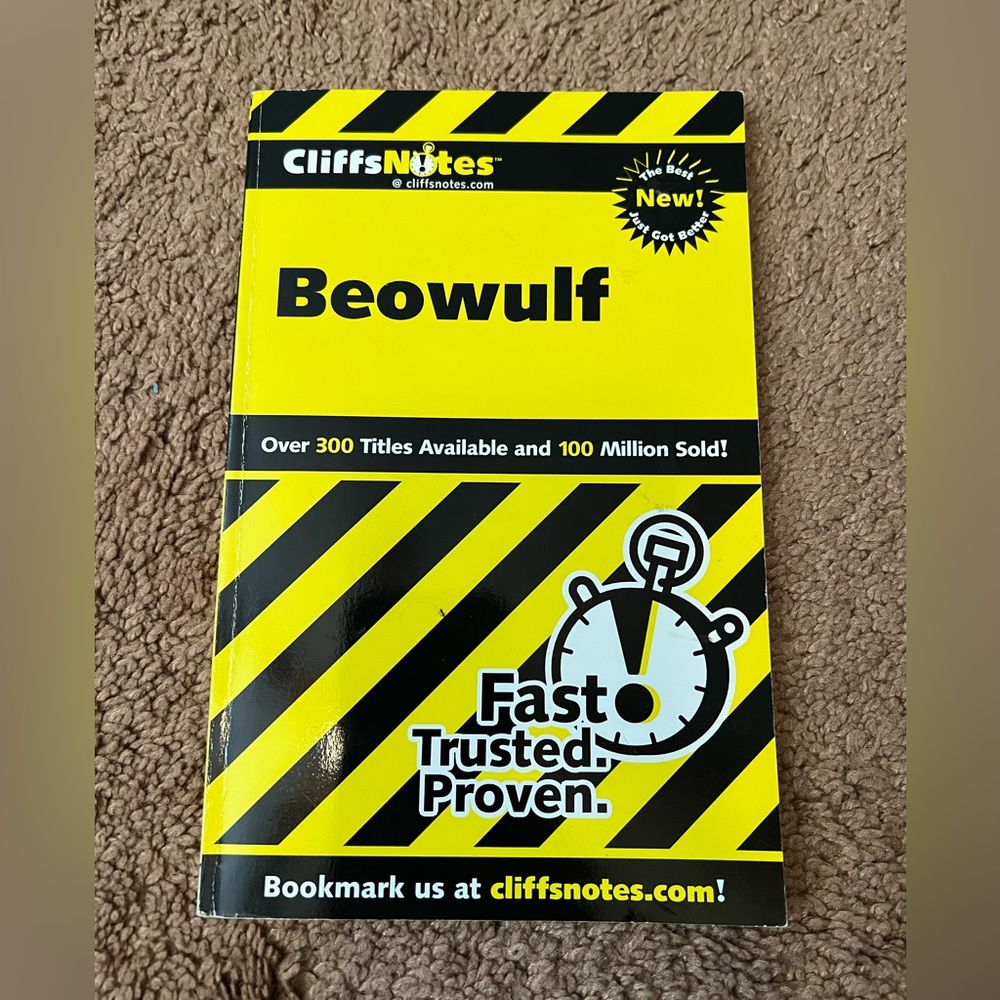 CliffsNotes™
@ cliffsnotes.com
The Best
New!
Just Got Better
Beowulf
Over 300 Titles Available and 100 Million Sold!
Fast.
Trusted.
Proven.
Bookmark us at cliffsnotes.com!